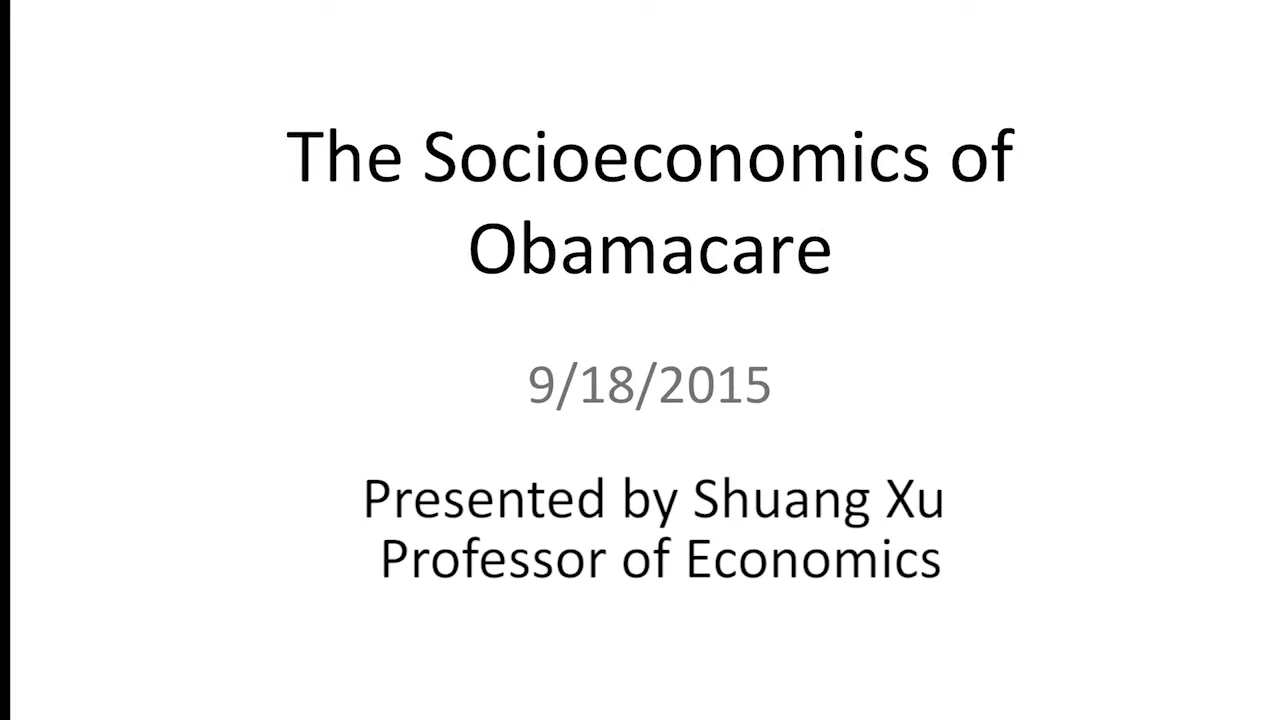 The Socioeconomics of
Obamacare
9/18/2015
Presented by Shuang Xu
Professor of Economics